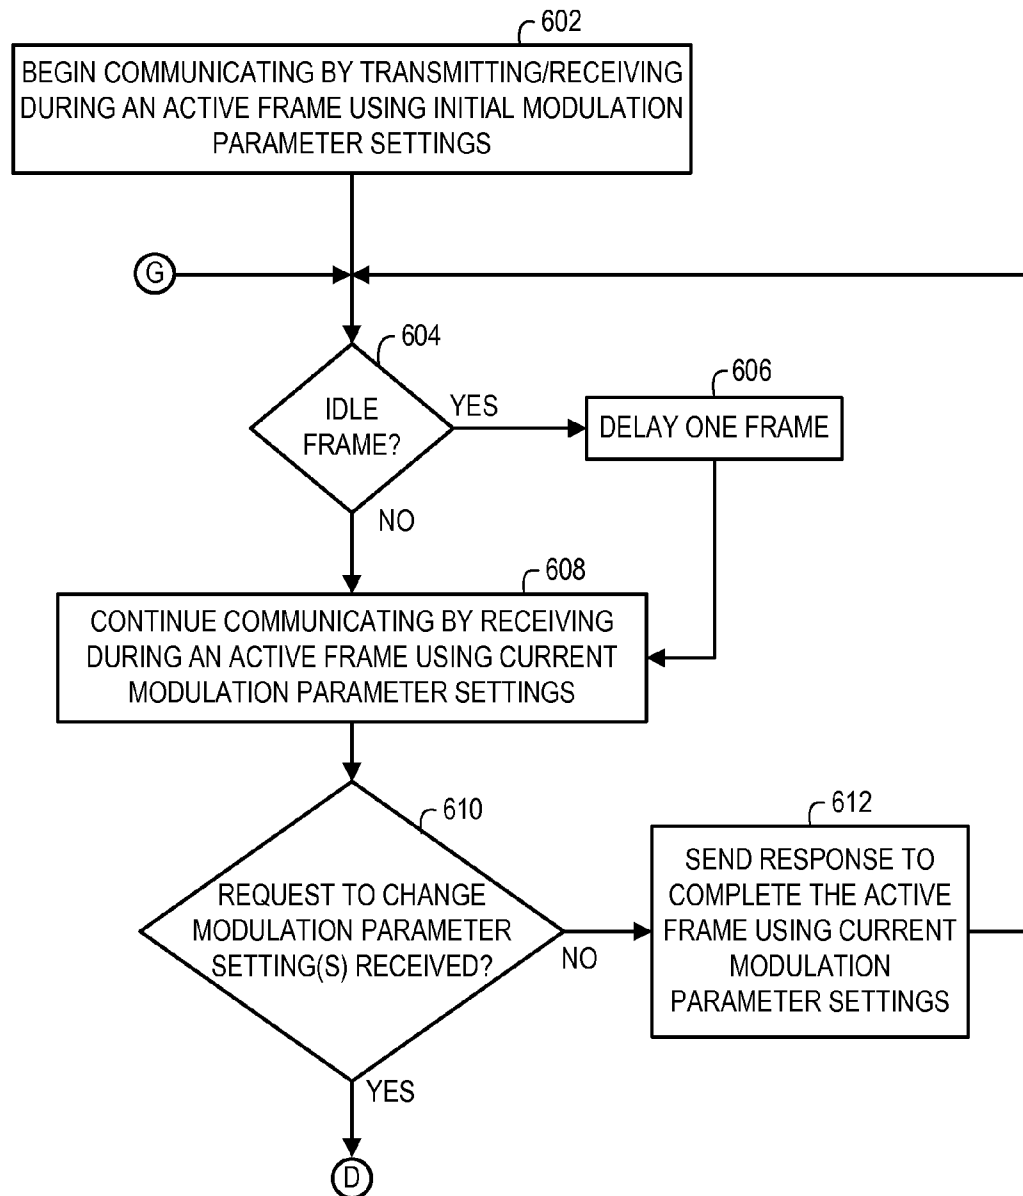 602
BEGIN COMMUNICATING BY TRANSMITTING/RECEIVING
DURING AN ACTIVE FRAME USING INITIAL MODULATION
PARAMETER SETTINGS
G
604
IDLE
FRAME?
YES
606
DELAY ONE FRAME
NO
608
CONTINUE COMMUNICATING BY RECEIVING
DURING AN ACTIVE FRAME USING CURRENT
MODULATION PARAMETER SETTINGS
610
REQUEST TO CHANGE
MODULATION PARAMETER
SETTING(S) RECEIVED?
NO
612
SEND RESPONSE TO
COMPLETE THE ACTIVE
FRAME USING CURRENT
MODULATION
PARAMETER SETTINGS
YES
D